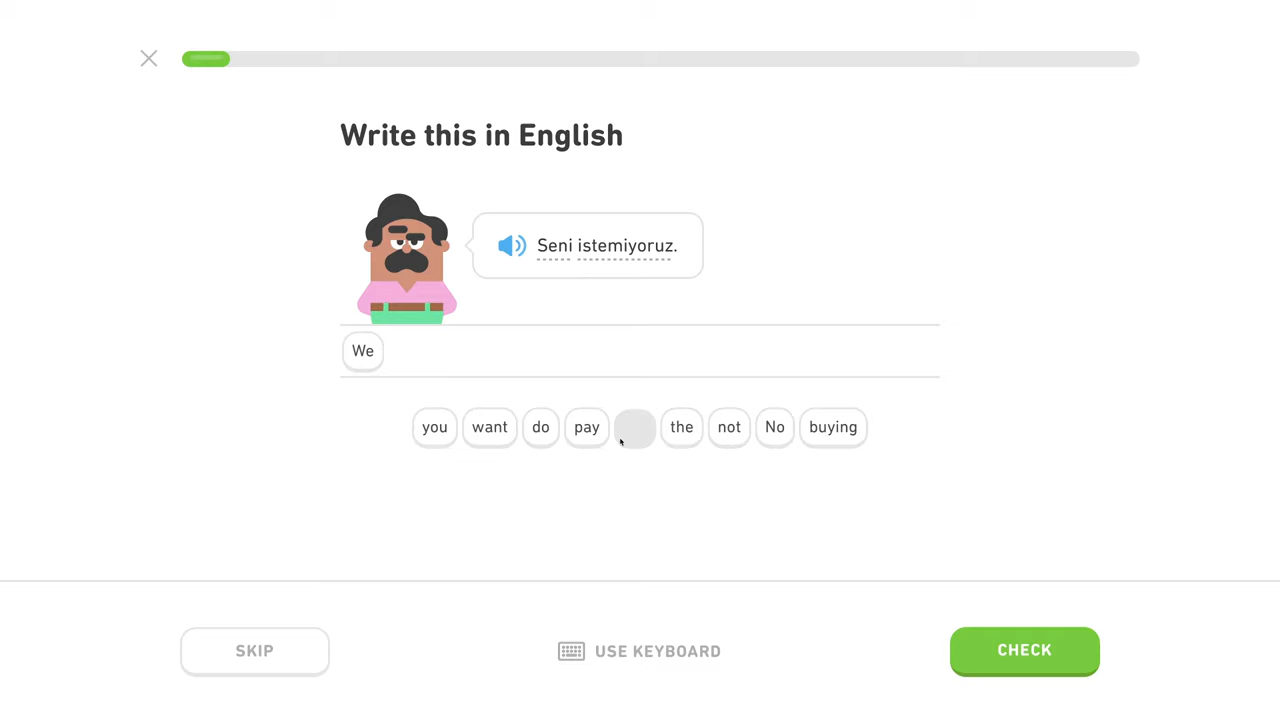 Write this in English
Seni istemiyoruz.
We
you want do pay the not No buying
SKIP USE KEYBOARD CHECK